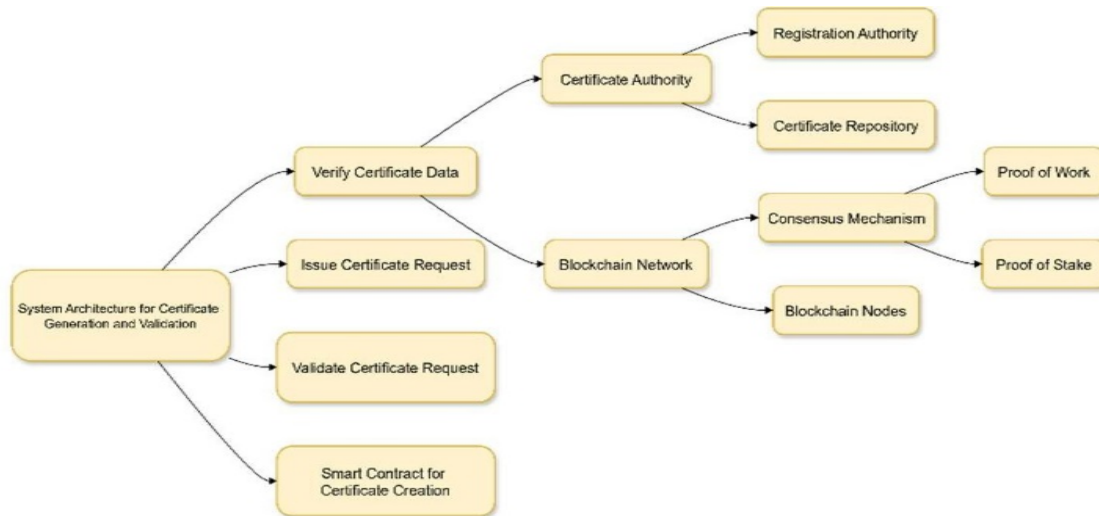 Registration Authority
Certificate Authority
Certificate Repository
Verify Certificate Data
Proof of Work
Consensus Mechanism
Issue Certificate Request
Blockchain Network
Proof of Stake
System Architecture for Certificate
Generation and Validation
Blockchain Nodes
Validate Certificate Request
Smart Contract for
Certificate Creation